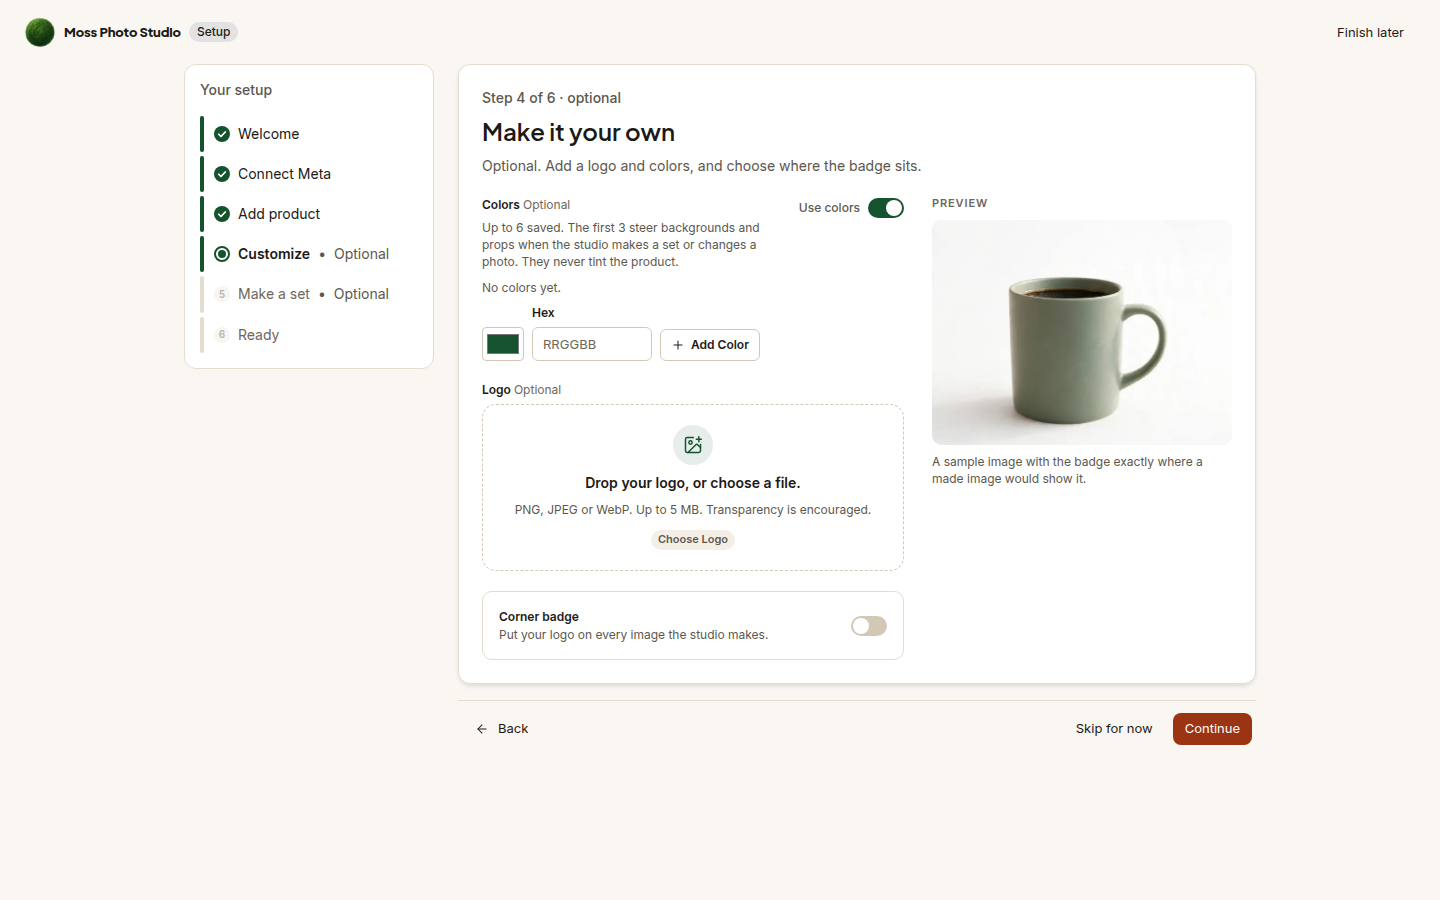 Moss Photo Studio
Setup
Finish later
Your setup
Welcome
Connect Meta
Add product
Customize • Optional
5 Make a set • Optional
6 Ready
Step 4 of 6 · optional
Make it your own
Optional. Add a logo and colors, and choose where the badge sits.
Colors Optional
Use colors
Up to 6 saved. The first 3 steer backgrounds and
props when the studio makes a set or changes a
photo. They never tint the product.
No colors yet.
Hex
RRGGBB
+ Add Color
Logo Optional
Drop your logo, or choose a file.
PNG, JPEG or WebP. Up to 5 MB. Transparency is encouraged.
Choose Logo
Corner badge
Put your logo on every image the studio makes.
PREVIEW
A sample image with the badge exactly where a
made image would show it.
Back
Skip for now
Continue